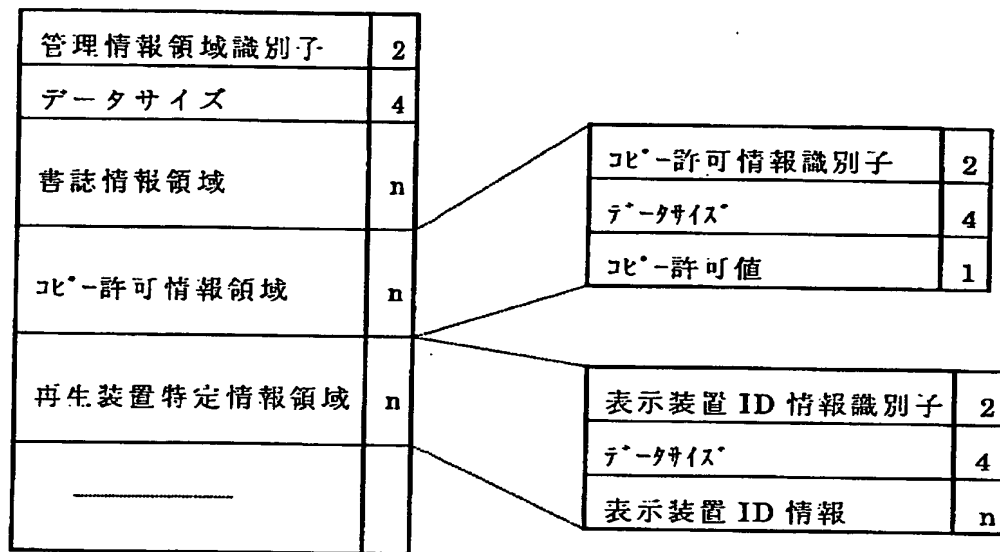 管理情報領域識別子 2
データサイズ 4
書誌情報領域 n
コピー許可情報領域 n
再生装置特定情報領域 n
コピー許可情報識別子 2
データサイズ 4
コピー許可値 1
表示装置 ID 情報識別子 2
データサイズ 4
表示装置 ID 情報 n